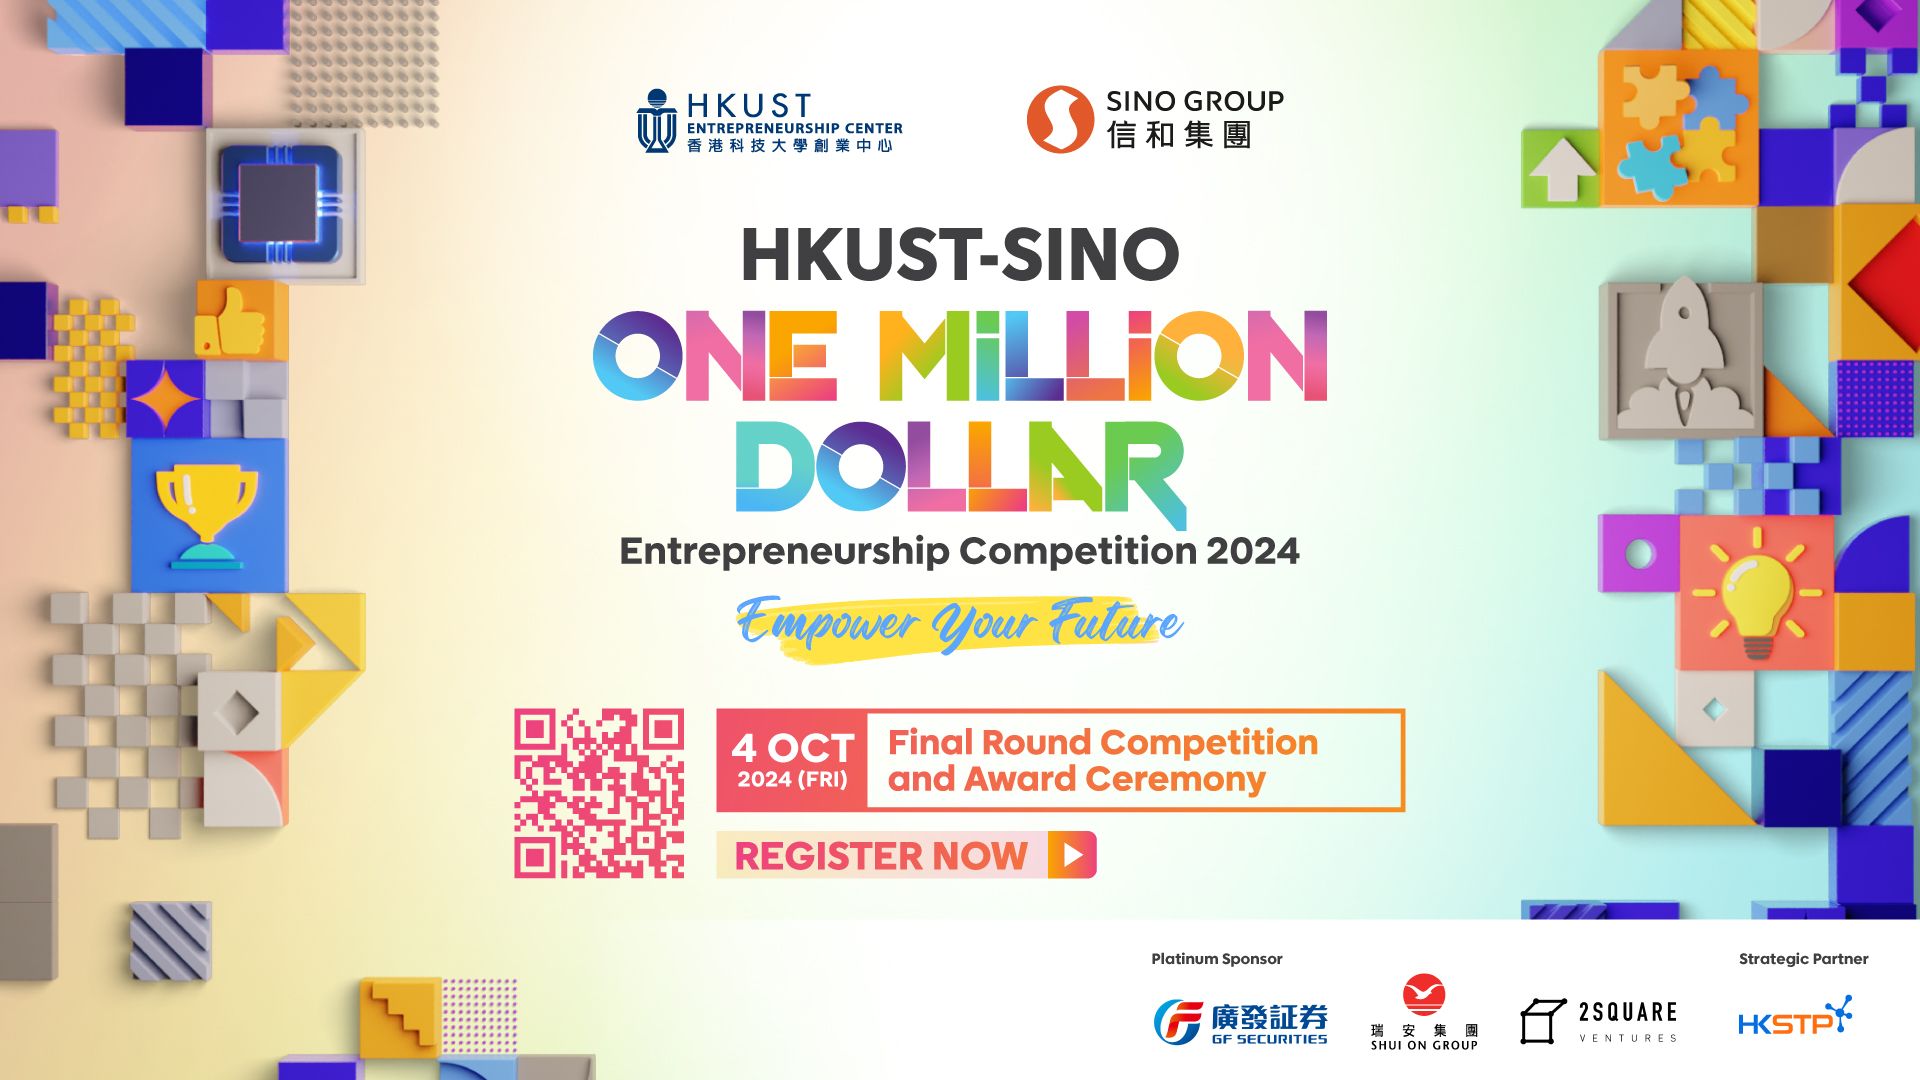 HKUST
ENTREPRENEURSHIP CENTER
香港科技大學創業中心
SINO GROUP
信和集團
HKUST-SINO
ONE MiLLiON
DOLLAR
Entrepreneurship Competition 2024
Empower Your Future
4 OCT
2024 (FRI)
Final Round Competition
and Award Ceremony
REGISTER NOW
Platinum Sponsor
廣發証券
GF SECURITIES
瑞安集團
SHUI ON GROUP
2SQUARE
VENTURES
Strategic Partner
HKSTP